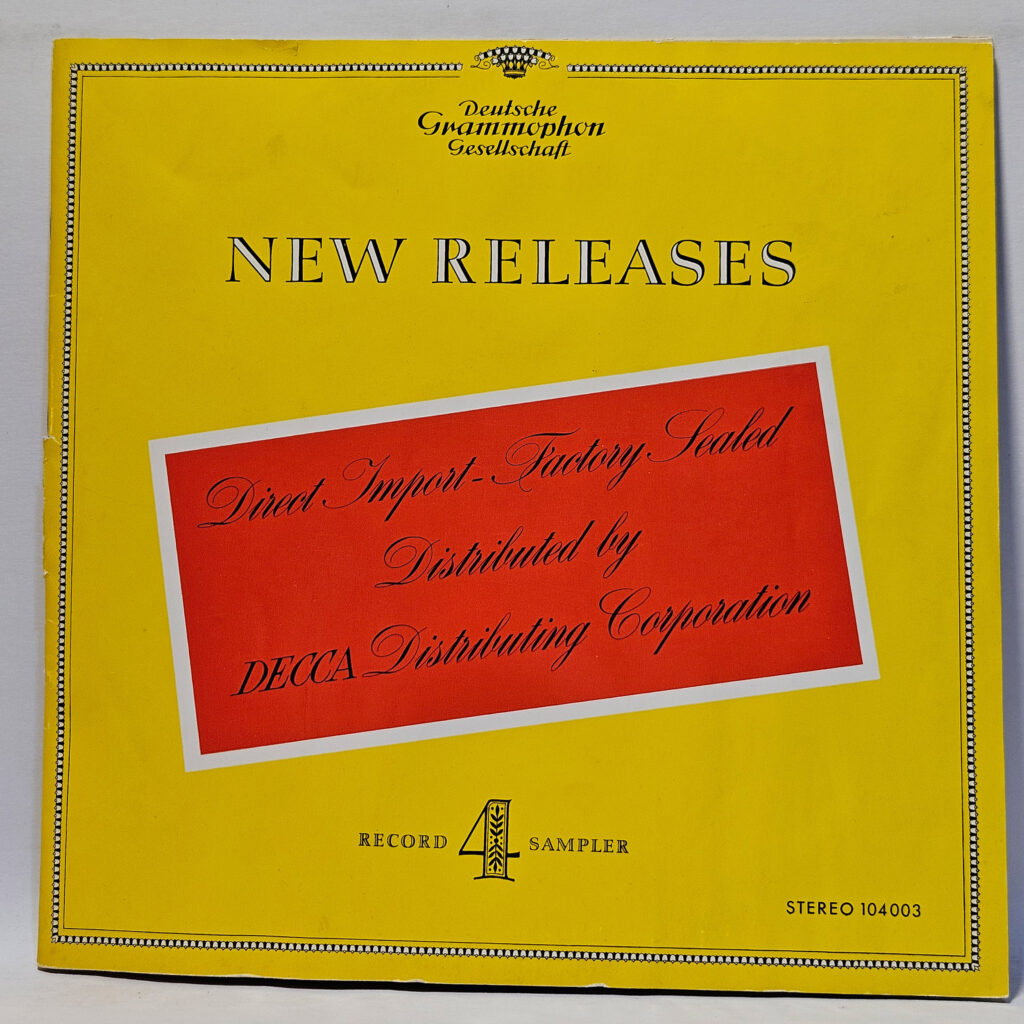 Deutsche
Grammophon
Gesellschaft
NEW RELEASES
Direct Import - Factory Sealed
Distributed by
DECCA Distributing Corporation
RECORD 4 SAMPLER
STEREO 104003